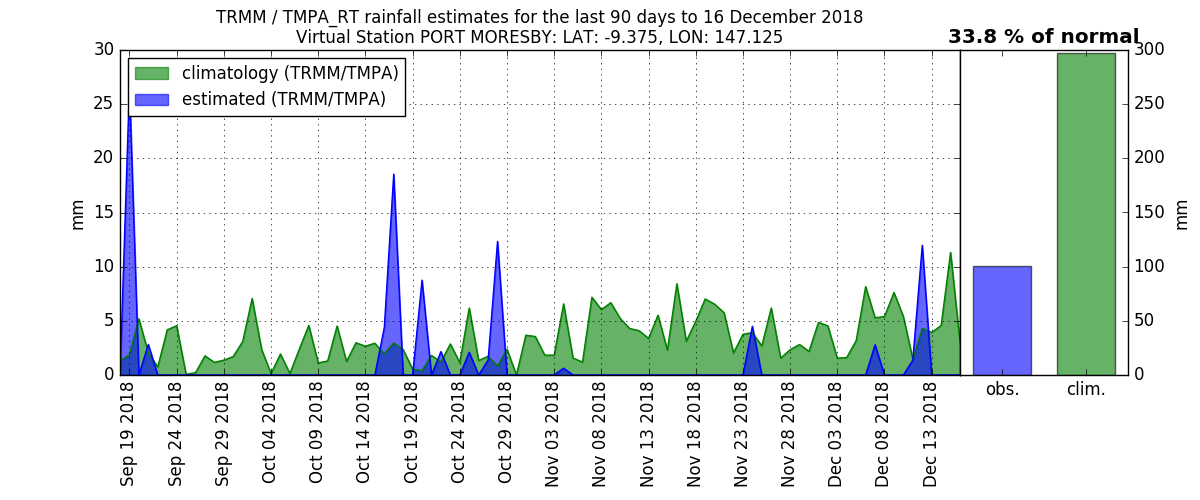 TRMM / TMPA_RT rainfall estimates for the last 90 days to 16 December 2018
Virtual Station PORT MORESBY: LAT: -9.375, LON: 147.125
33.8 % of normal
climatology (TRMM/TMPA)
estimated (TRMM/TMPA)
30
25
20
15
10
5
0
mm
300
250
200
150
100
50
0
mm
Sep 19 2018
Sep 24 2018
Sep 29 2018
Oct 04 2018
Oct 09 2018
Oct 14 2018
Oct 19 2018
Oct 24 2018
Oct 29 2018
Nov 03 2018
Nov 08 2018
Nov 13 2018
Nov 18 2018
Nov 23 2018
Nov 28 2018
Dec 03 2018
Dec 08 2018
Dec 13 2018
obs.
clim.